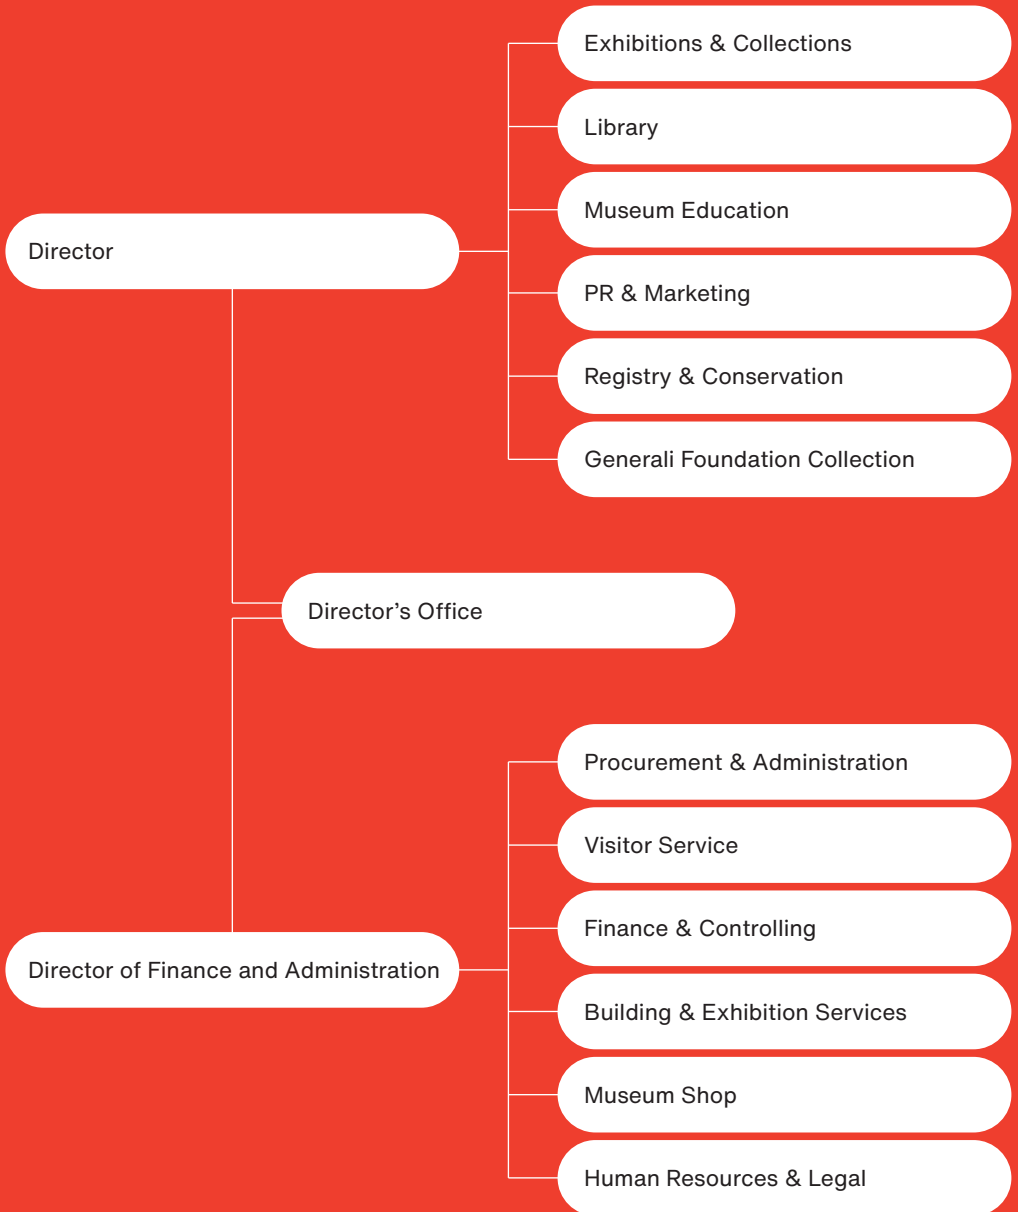 Exhibitions & Collections
Library
Museum Education
Director
PR & Marketing
Registry & Conservation
Generali Foundation Collection
Director’s Office
Procurement & Administration
Visitor Service
Finance & Controlling
Director of Finance and Administration
Building & Exhibition Services
Museum Shop
Human Resources & Legal